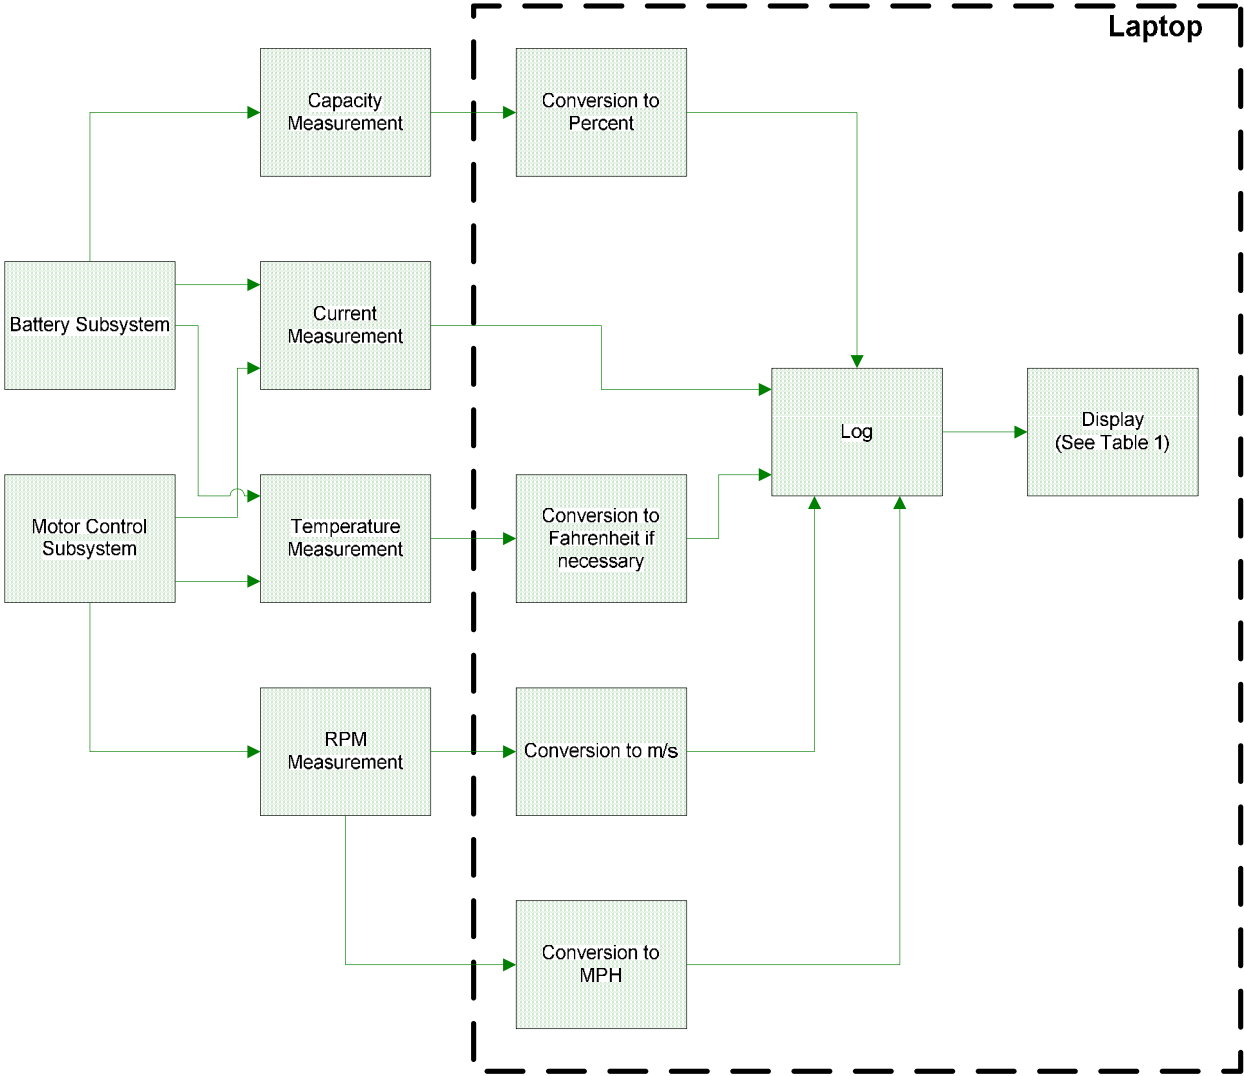 Laptop
Capacity
Measurement
Conversion to
Percent
Battery Subsystem
Current
Measurement
Log
Display
(See Table 1)
Motor Control
Subsystem
Temperature
Measurement
Conversion to
Fahrenheit if
necessary
RPM
Measurement
Conversion to m/s
Conversion to
MPH